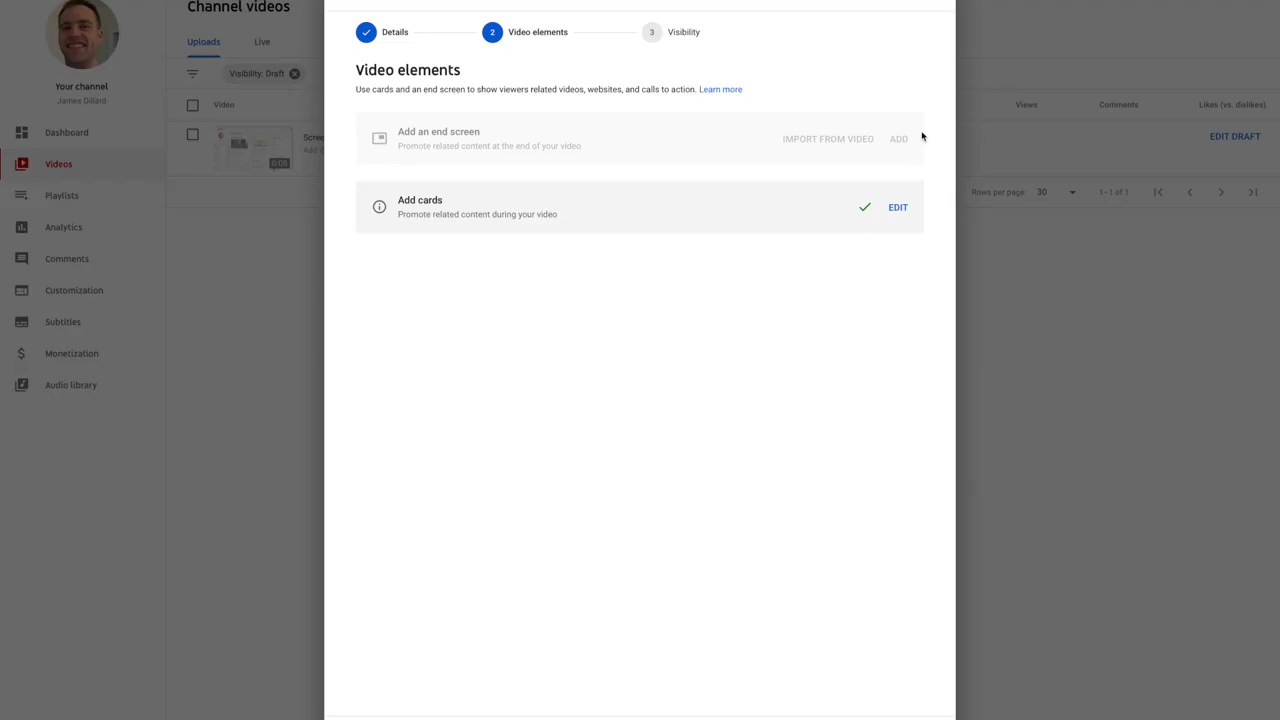 Channel videos
Uploads
Live
Visibility: Draft
Video
Scree
Add d
0:09
Your channel
James Dillard
Dashboard
Videos
Playlists
Analytics
Comments
Customization
Subtitles
Monetization
Audio library
Details
2
Video elements
3
Visibility
Video elements
Use cards and an end screen to show viewers related videos, websites, and calls to action. Learn more
Add an end screen
Promote related content at the end of your video
IMPORT FROM VIDEO
ADD
Add cards
Promote related content during your video
EDIT
Views
Comments
Likes (vs. dislikes)
EDIT DRAFT
Rows per page: 30
1–1 of 1